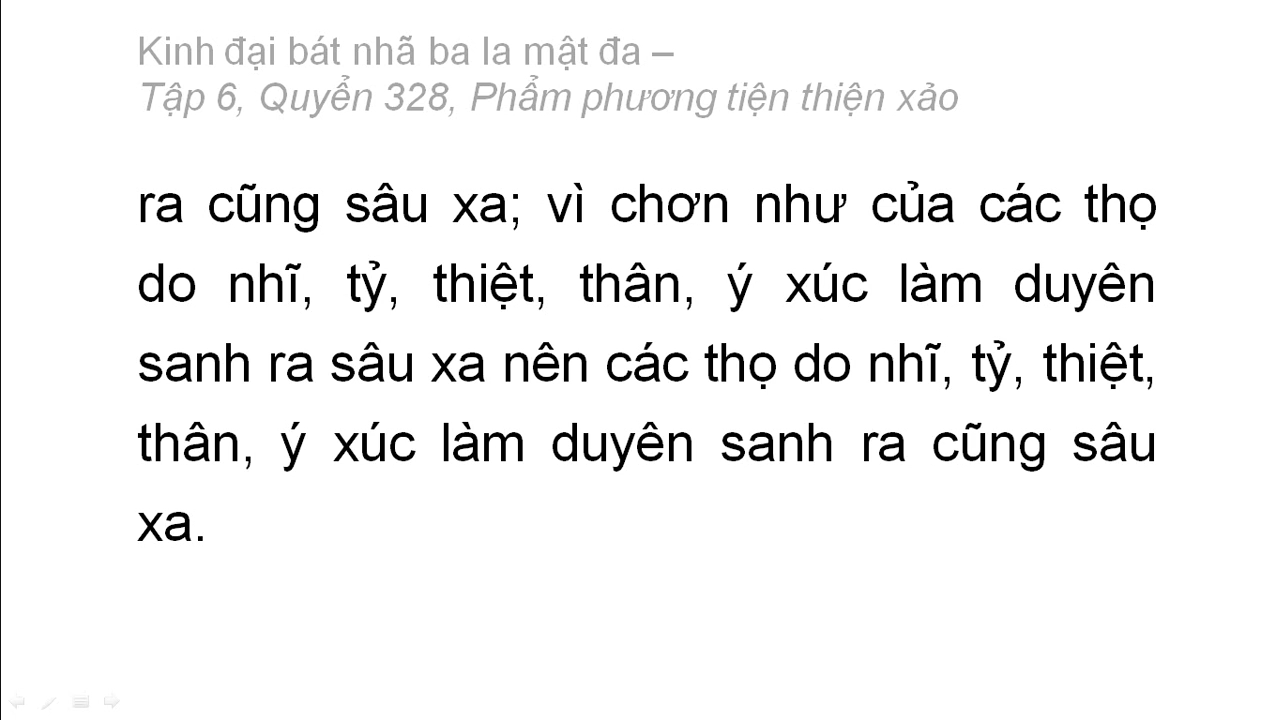 Kinh đại bát nhã ba la mật đa –
Tập 6, Quyển 328, Phẩm phương tiện thiện xảo
ra cũng sâu xa; vì chơn như của các thọ
do nhĩ, tỷ, thiệt, thân, ý xúc làm duyên
sanh ra sâu xa nên các thọ do nhĩ, tỷ, thiệt,
thân, ý xúc làm duyên sanh ra cũng sâu
xa.